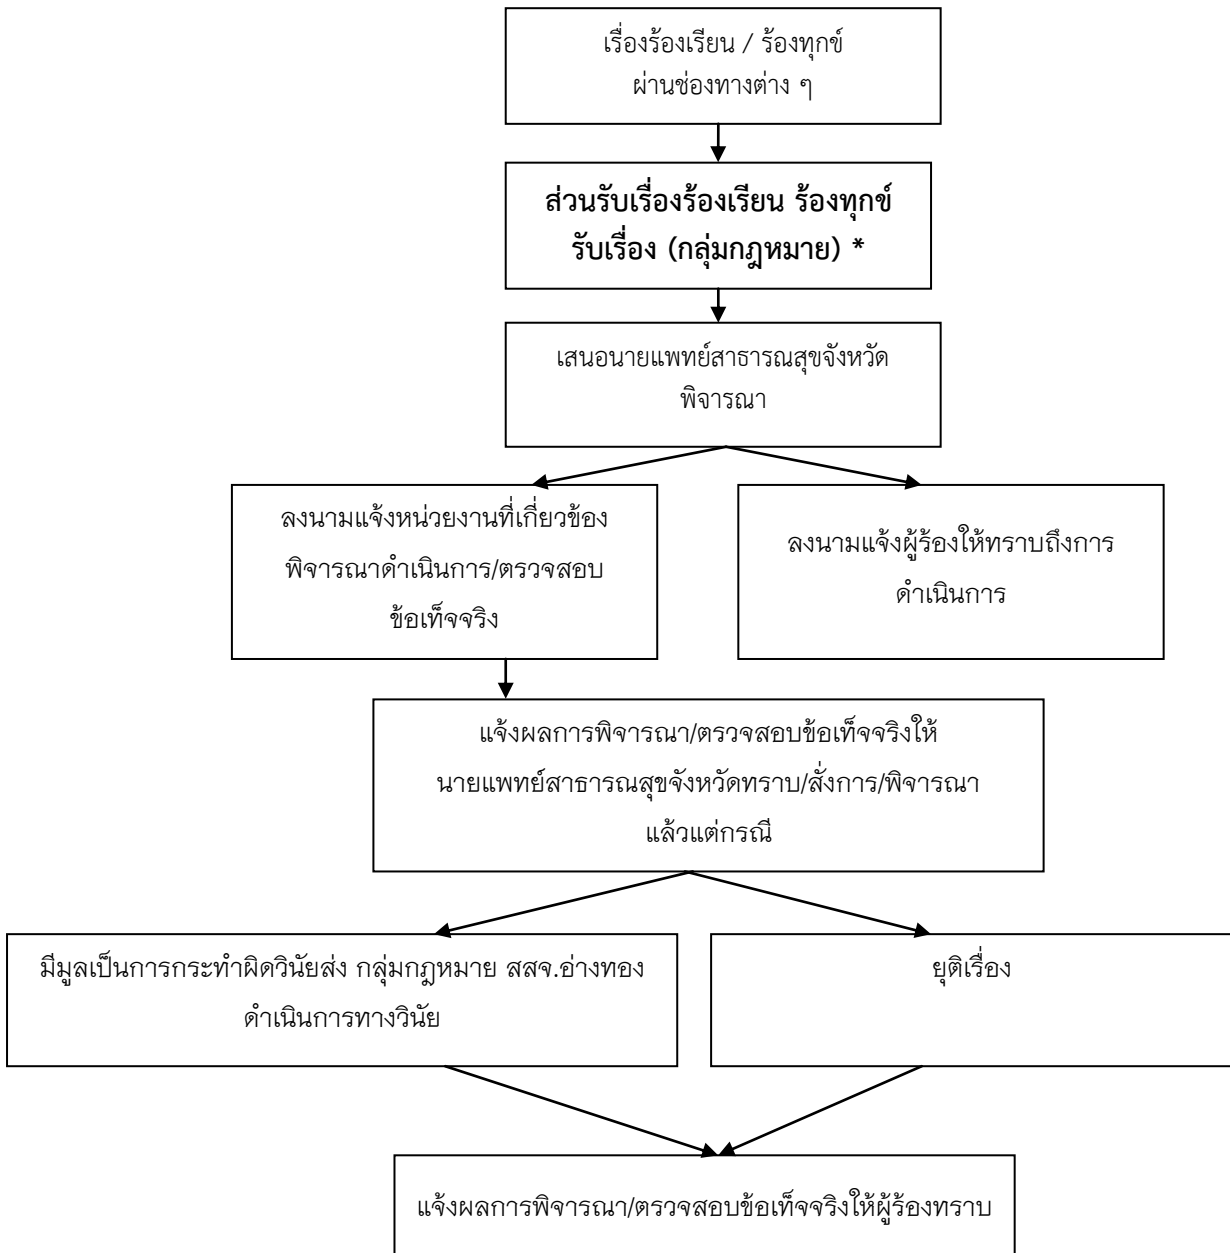 เรื่องร้องเรียน / ร้องทุกข์
ผ่านช่องทางต่าง ๆ
ส่วนรับเรื่องร้องเรียน ร้องทุกข์
รับเรื่อง (กลุ่มกฎหมาย) *
เสนอนายแพทย์สาธารณสุขจังหวัด
พิจารณา
ลงนามแจ้งหน่วยงานที่เกี่ยวข้อง
พิจารณาดำเนินการ/ตรวจสอบ
ข้อเท็จจริง
ลงนามแจ้งผู้ร้องให้ทราบถึงการ
ดำเนินการ
แจ้งผลการพิจารณา/ตรวจสอบข้อเท็จจริงให้
นายแพทย์สาธารณสุขจังหวัดทราบ/สั่งการ/พิจารณา
แล้วแต่กรณี
มีมูลเป็นการกระทำผิดวินัยส่ง กลุ่มกฎหมาย สสจ.อ่างทอง
ดำเนินการทางวินัย
ยุติเรื่อง
แจ้งผลการพิจารณา/ตรวจสอบข้อเท็จจริงให้ผู้ร้องทราบ